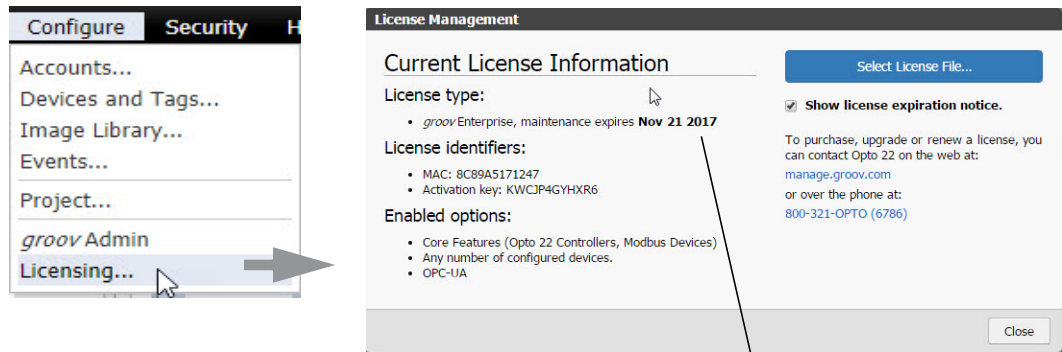 Configure Security H
Accounts...
Devices and Tags...
Image Library...
Events...
Project...
groov Admin
Licensing...
License Management
Current License Information
License type:
• groov Enterprise, maintenance expires Nov 21 2017
License identifiers:
• MAC: 8C89A5171247
• Activation key: KWCJP4GYHXR6
Enabled options:
• Core Features (Opto 22 Controllers, Modbus Devices)
• Any number of configured devices.
• OPC-UA
Select License File...
Show license expiration notice.
To purchase, upgrade or renew a license, you
can contact Opto 22 on the web at:
manage.groov.com
or over the phone at:
800-321-OPTO (6786)
Close